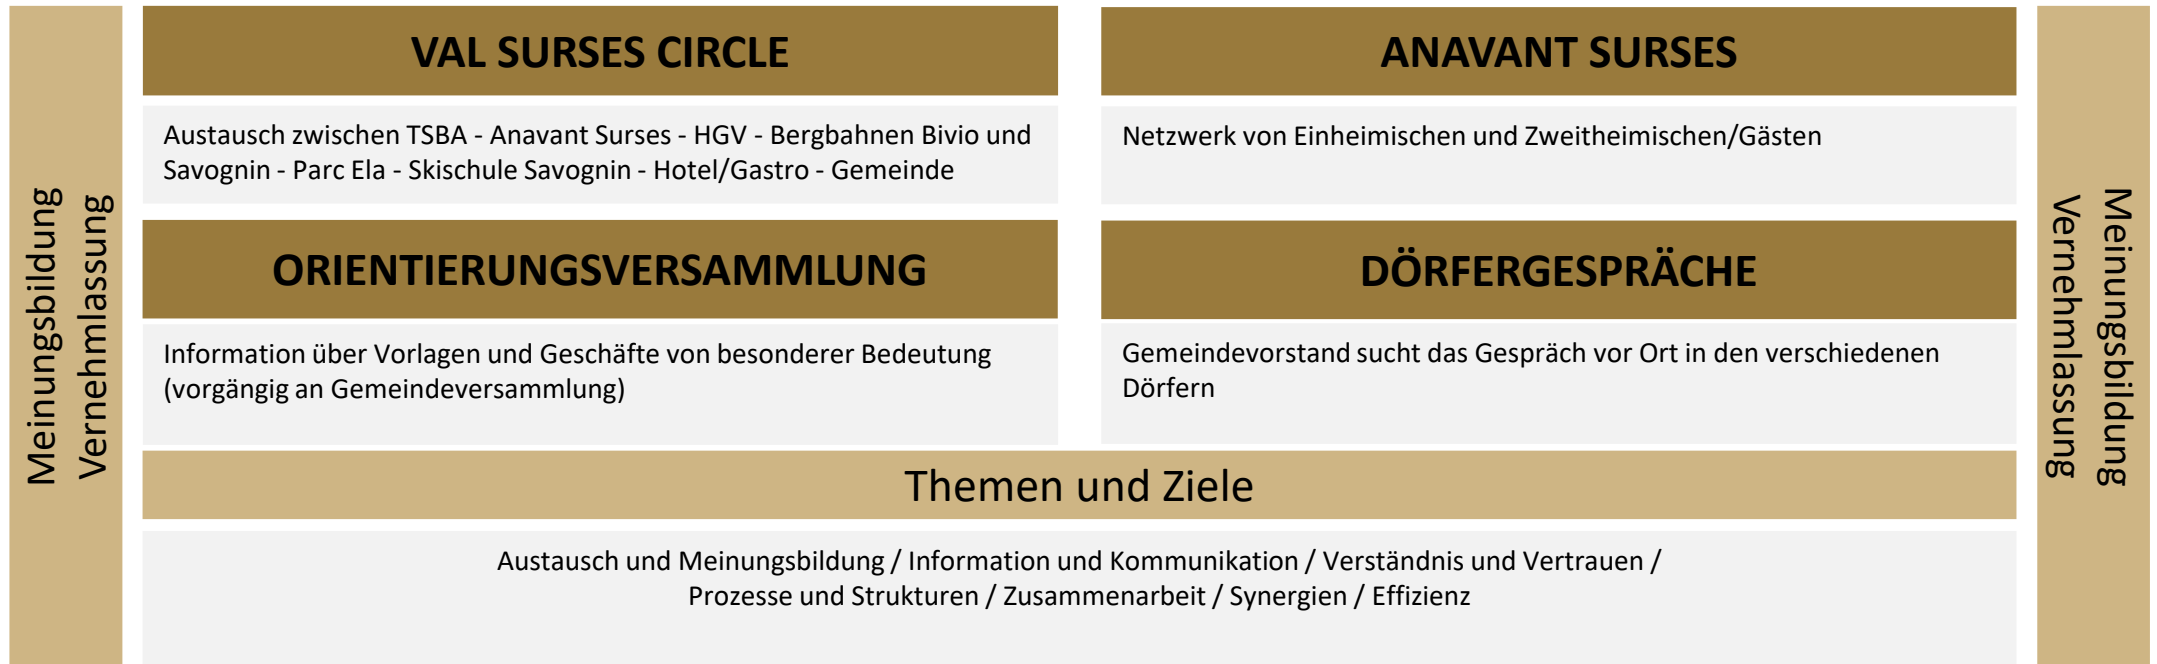 Meinungsbildung
Vernehmlassung
VAL SURSES CIRCLE
Austausch zwischen TSBA - Anavant Surses - HGV - Bergbahnen Bivio und
Savognin - Parc Ela - Skischule Savognin - Hotel/Gastro - Gemeinde
ANAVANT SURSES
Netzwerk von Einheimischen und Zweitheimischen/Gästen
ORIENTIERUNGSVERSAMMLUNG
Information über Vorlagen und Geschäfte von besonderer Bedeutung
(vorgängig an Gemeindeversammlung)
DÖRFERGESPRÄCHE
Gemeindevorstand sucht das Gespräch vor Ort in den verschiedenen
Dörfern
Themen und Ziele
Austausch und Meinungsbildung / Information und Kommunikation / Verständnis und Vertrauen /
Prozesse und Strukturen / Zusammenarbeit / Synergien / Effizienz
Meinungsbildung
Vernehmlassung